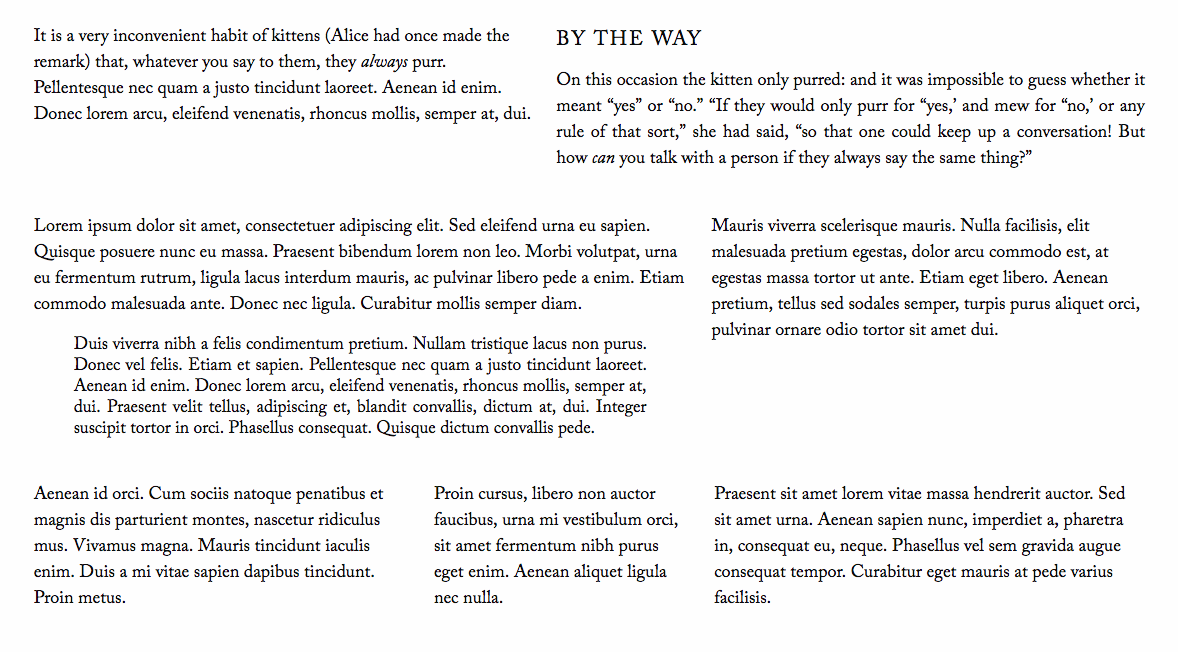 It is a very inconvenient habit of kittens (Alice had once made the
remark) that, whatever you say to them, they always purr.
Pellentesque nec quam a justo tincidunt laoreet. Aenean id enim.
Donec lorem arcu, eleifend venenatis, rhoncus mollis, semper at, dui.
BY THE WAY
On this occasion the kitten only purred: and it was impossible to guess whether it
meant “yes” or “no.” “If they would only purr for “yes,’ and mew for “no,’ or any
rule of that sort,” she had said, “so that one could keep up a conversation! But
how can you talk with a person if they always say the same thing?”
Lorem ipsum dolor sit amet, consectetuer adipiscing elit. Sed eleifend urna eu sapien.
Quisque posuere nunc eu massa. Praesent bibendum lorem non leo. Morbi volutpat, urna
eu fermentum rutrum, ligula lacus interdum mauris, ac pulvinar libero pede a enim. Etiam
commodo malesuada ante. Donec nec ligula. Curabitur mollis semper diam.
Duis viverra nibh a felis condimentum pretium. Nullam tristique lacus non purus.
Donec vel felis. Etiam et sapien. Pellentesque nec quam a justo tincidunt laoreet.
Aenean id enim. Donec lorem arcu, eleifend venenatis, rhoncus mollis, semper at,
dui. Praesent velit tellus, adipiscing et, blandit convallis, dictum at, dui. Integer
suscipit tortor in orci. Phasellus consequat. Quisque dictum convallis pede.
Mauris viverra scelerisque mauris. Nulla facilisis, elit
malesuada pretium egestas, dolor arcu commodo est, at
egestas massa tortor ut ante. Etiam eget libero. Aenean
pretium, tellus sed sodales semper, turpis purus aliquet orci,
pulvinar ornare odio tortor sit amet dui.
Aenean id orci. Cum sociis natoque penatibus et
magnis dis parturient montes, nascetur ridiculus
mus. Vivamus magna. Mauris tincidunt iaculis
enim. Duis a mi vitae sapien dapibus tincidunt.
Proin metus.
Proin cursus, libero non auctor
faucibus, urna mi vestibulum orci,
sit amet fermentum nibh purus
eget enim. Aenean aliquet ligula
nec nulla.
Praesent sit amet lorem vitae massa hendrerit auctor. Sed
sit amet urna. Aenean sapien nunc, imperdiet a, pharetra
in, consequat eu, neque. Phasellus vel sem gravida augue
consequat tempor. Curabitur eget mauris at pede varius
facilisis.